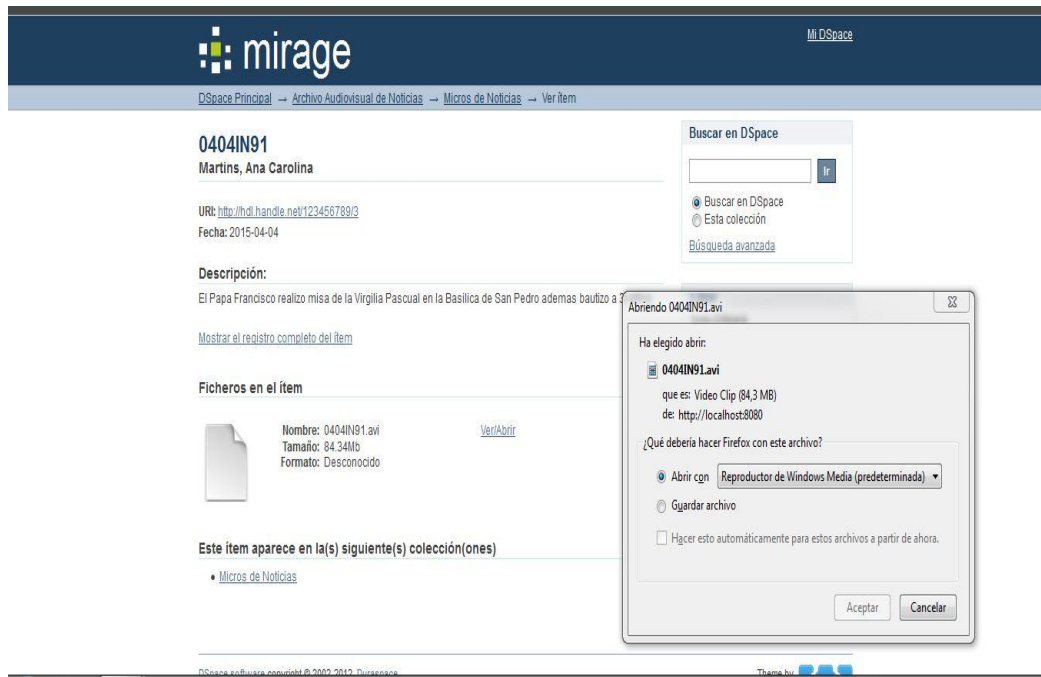 mirage
Mi DSpace
DSpace Principal → Archivo Audiovisual de Noticias → Micros de Noticias → Ver ítem
0404IN91
Martins, Ana Carolina
URI: http://hdl.handle.net/123456789/3
Fecha: 2015-04-04
Descripción:
El Papa Francisco realizo misa de la Virgilia Pascual en la Basilica de San Pedro ademas bautizo a
Mostrar el registro completo del ítem
Ficheros en el ítem
Nombre: 0404IN91.avi
Ver/Abrir
Tamaño: 84.34Mb
Formato: Desconocido
Este ítem aparece en la(s) siguiente(s) colección(ones)
• Micros de Noticias
Buscar en DSpace
Ir
Buscar en DSpace
Esta colección
Búsqueda avanzada
Abriendo 0404IN91.avi
Ha elegido abrir:
0404IN91.avi
que es: Video Clip (84,3 MB)
de: http://localhost:8080
¿Qué debería hacer Firefox con este archivo?
Abrir con Reproductor de Windows Media (predeterminada)
Guardar archivo
Hacer esto automáticamente para estos archivos a partir de ahora.
Aceptar Cancelar
DSpace software copyright © 2002-2012 Duraspace
Theme by